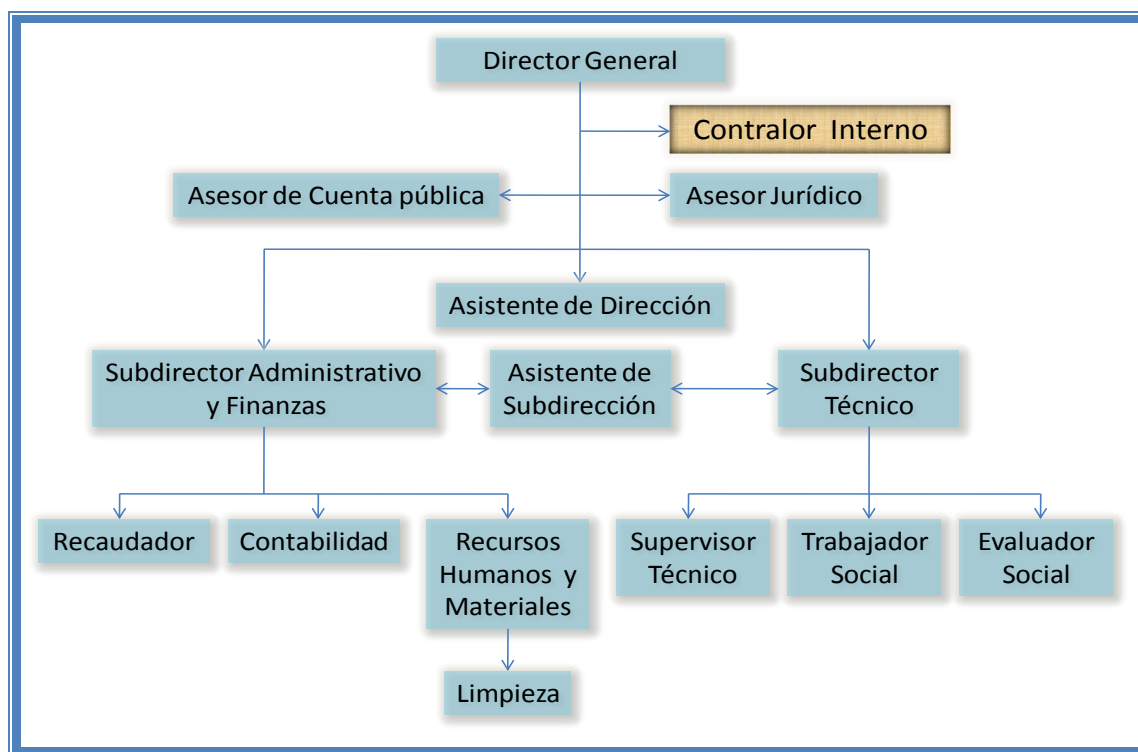 Director General
Contralor Interno
Asesor de Cuenta pública
Asesor Jurídico
Asistente de Dirección
Subdirector Administrativo
y Finanzas
Asistente de
Subdirección
Subdirector
Técnico
Recaudador
Contabilidad
Recursos
Humanos y
Materiales
Supervisor
Técnico
Trabajador
Social
Evaluador
Social
Limpieza